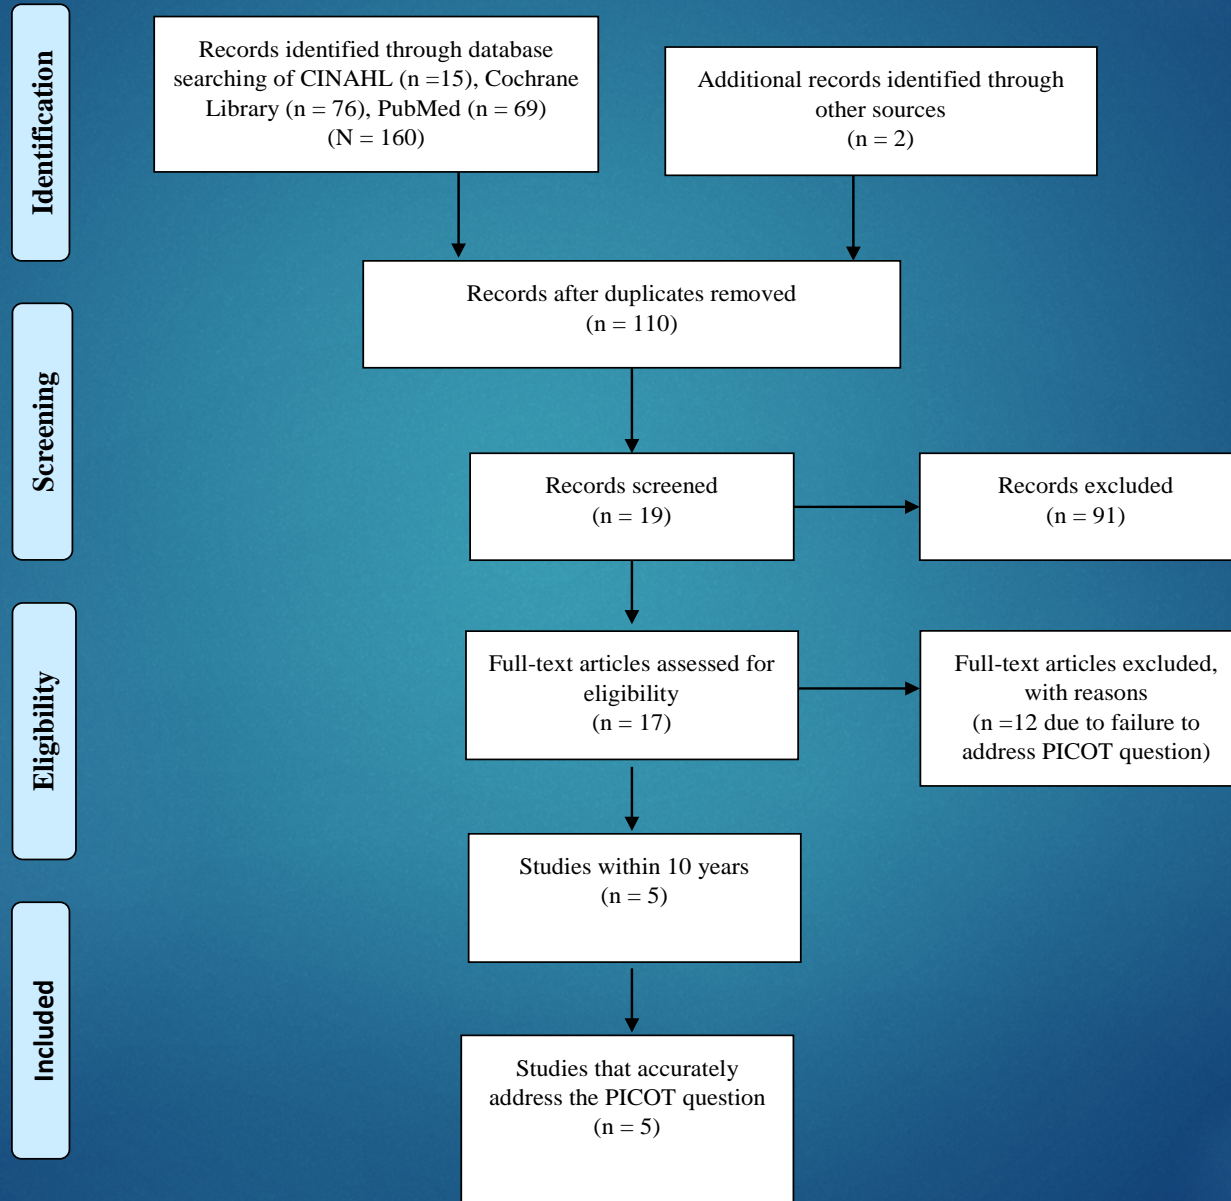 Identification
Records identified through database
searching of CINAHL (n =15), Cochrane
Library (n = 76), PubMed (n = 69)
(N = 160)
Additional records identified through
other sources
(n = 2)
Records after duplicates removed
(n = 110)
Screening
Records screened
(n = 19)
Records excluded
(n = 91)
Eligibility
Full-text articles assessed for
eligibility
(n = 17)
Full-text articles excluded,
with reasons
(n =12 due to failure to
address PICOT question)
Studies within 10 years
(n = 5)
Included
Studies that accurately
address the PICOT question
(n = 5)